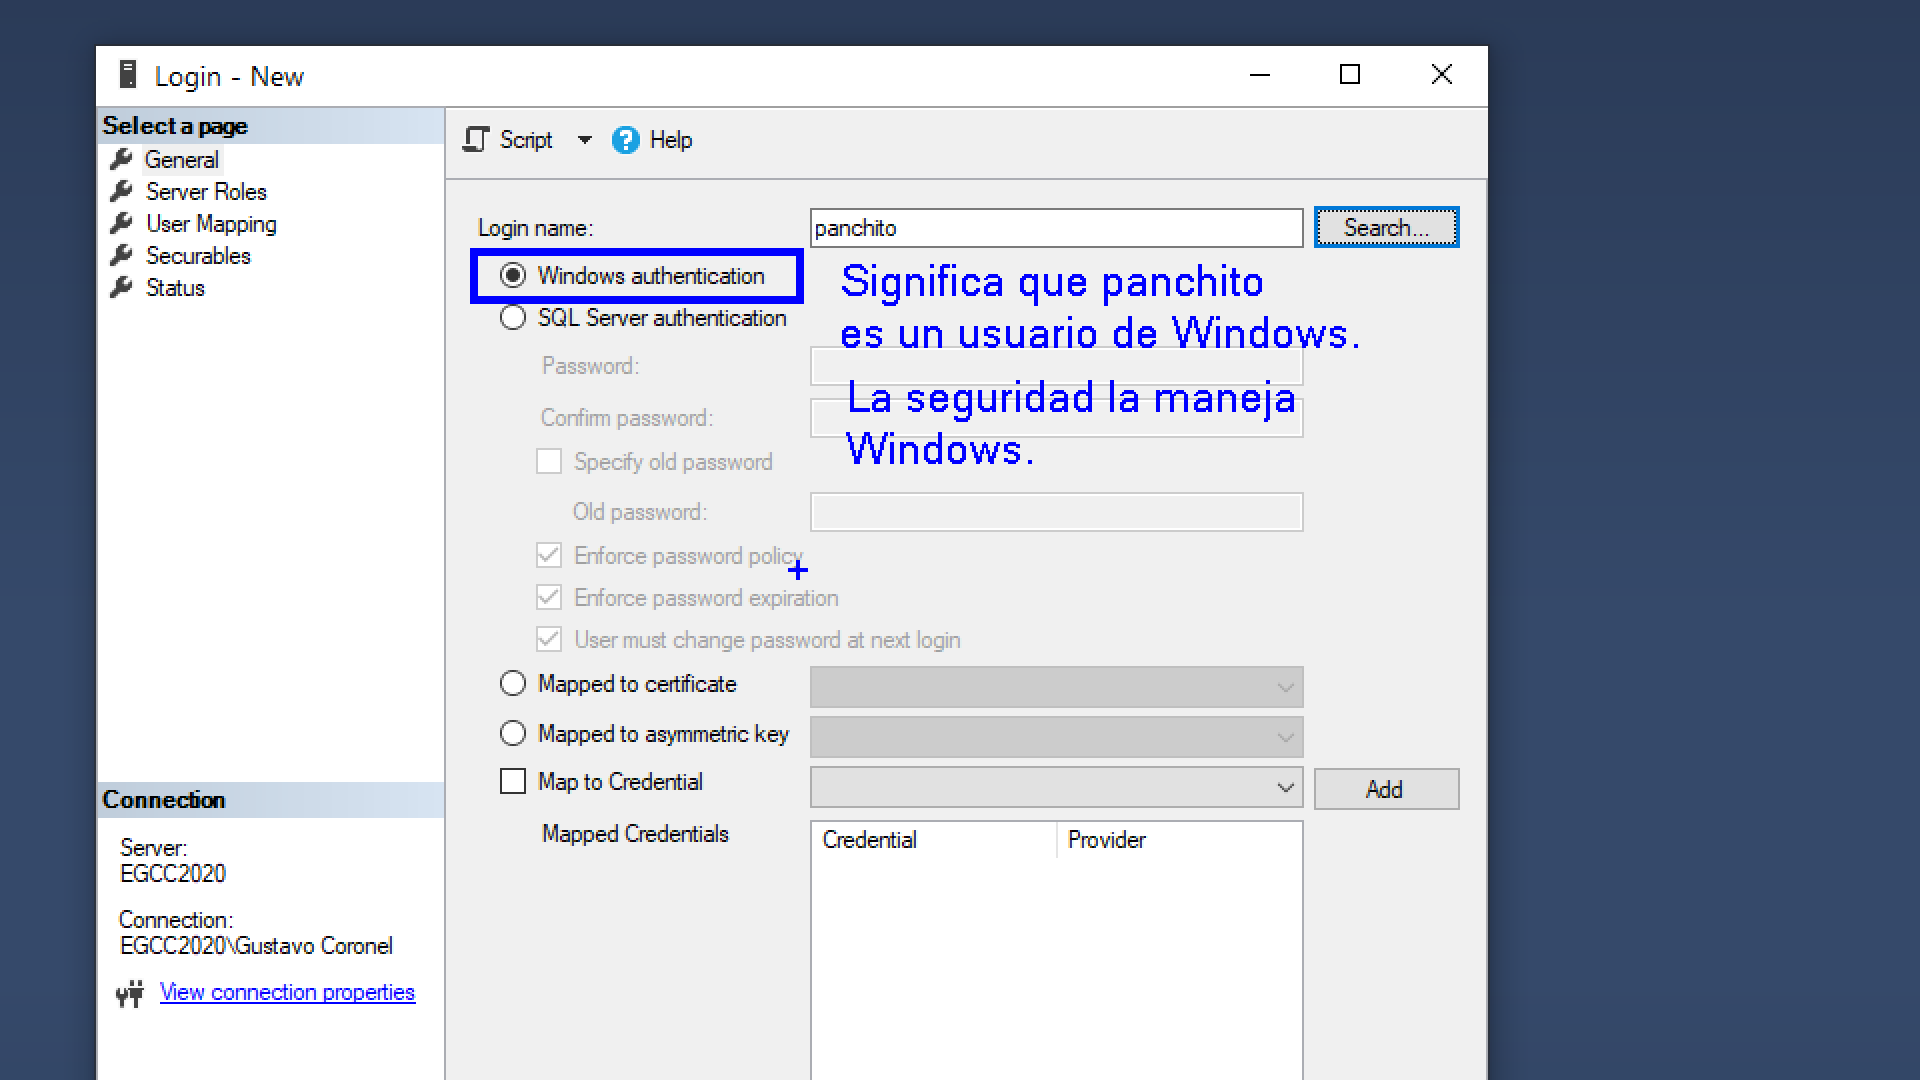 Login - New
Select a page
General
Server Roles
User Mapping
Securables
Status
Script
Help
Login name:
panchito
Search...
Windows authentication
Significa que panchito
es un usuario de Windows.
SQL Server authentication
Password:
La seguridad la maneja
Windows.
Confirm password:
Specify old password
Old password:
Enforce password policy
Enforce password expiration
User must change password at next login
Mapped to certificate
Mapped to asymmetric key
Map to Credential
Add
Mapped Credentials
Credential
Provider
Connection
Server:
EGCC2020
Connection:
EGCC2020\Gustavo Coronel
View connection properties